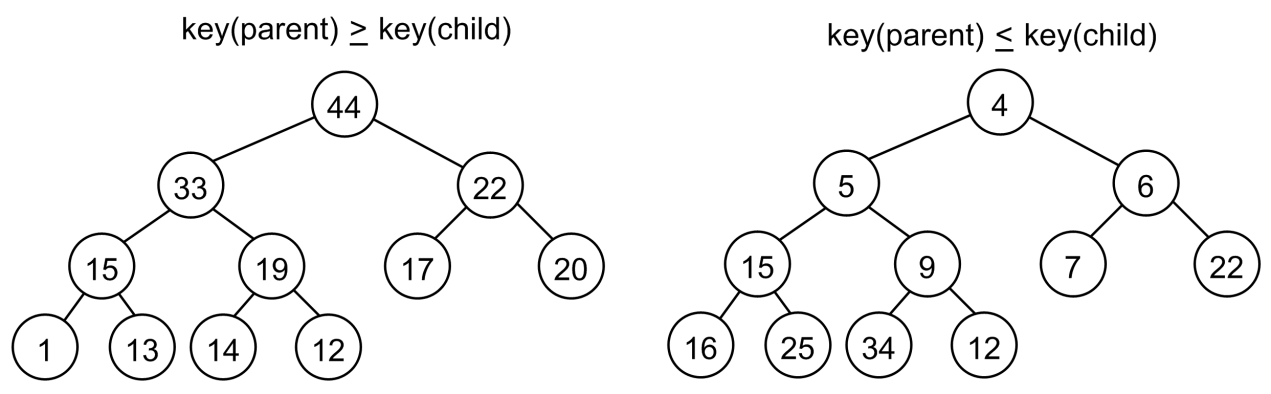 key(parent) ≥ key(child)
44
33 22
15 19 17 20
1 13 14 12
key(parent) ≤ key(child)
4
5 6
15 9 7 22
16 25 34 12